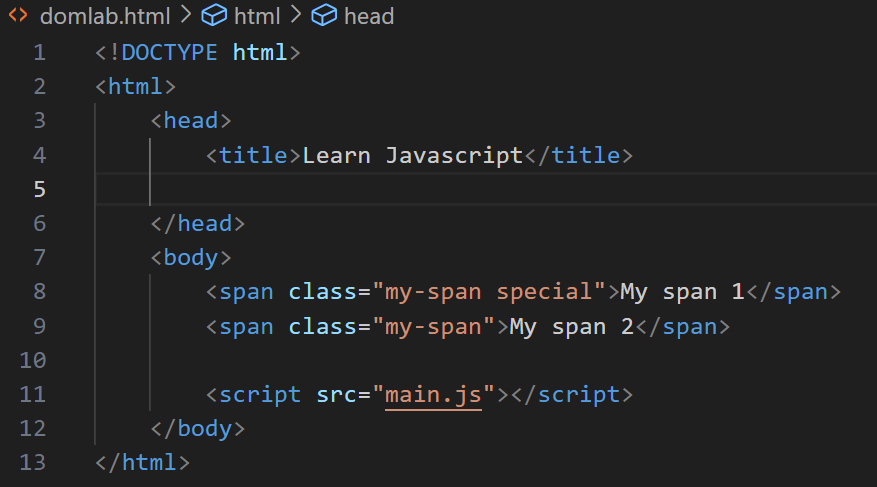 <> domlab.html > html > head
1 <!DOCTYPE html>
2 <html>
3 <head>
4 <title>Learn Javascript</title>
5
6 </head>
7 <body>
8 <span class="my-span special">My span 1</span>
9 <span class="my-span">My span 2</span>
10
11 <script src="main.js"></script>
12 </body>
13 </html>